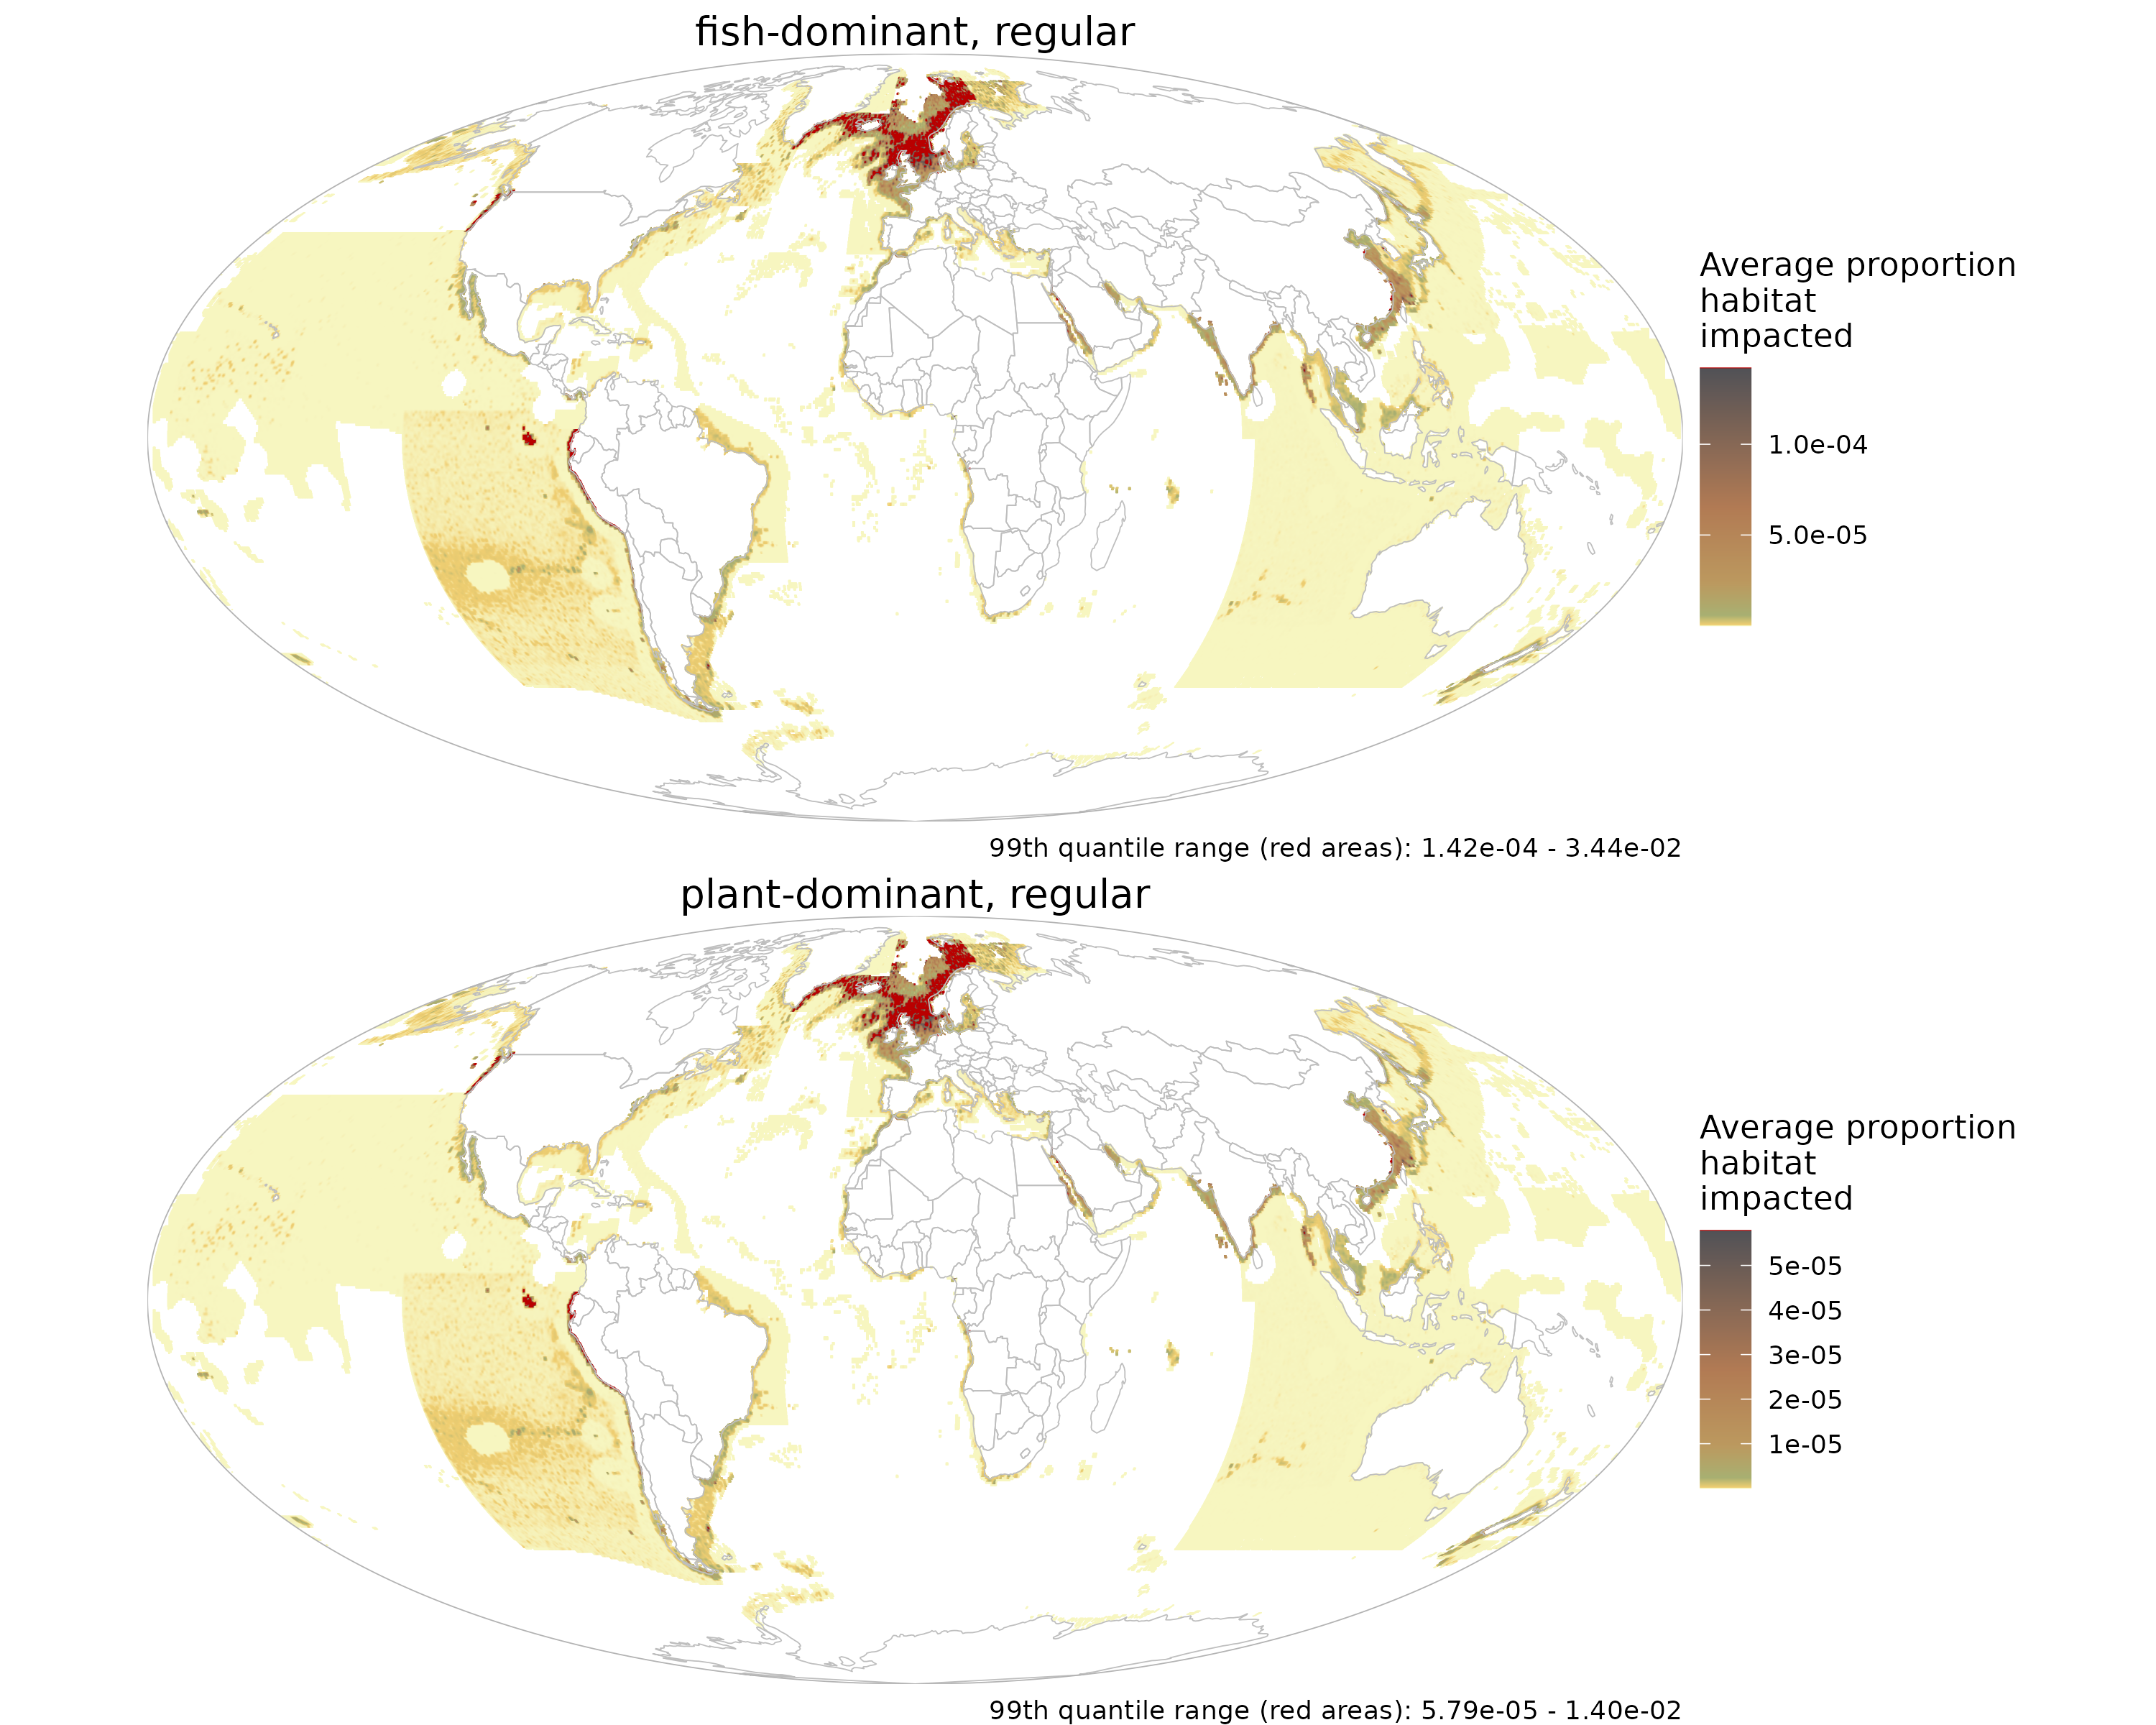 fish-dominant, regular
Average proportion
habitat
impacted
1.0e-04
5.0e-05
99th quantile range (red areas): 1.42e-04 - 3.44e-02
plant-dominant, regular
Average proportion
habitat
impacted
5e-05
4e-05
3e-05
2e-05
1e-05
99th quantile range (red areas): 5.79e-05 - 1.40e-02